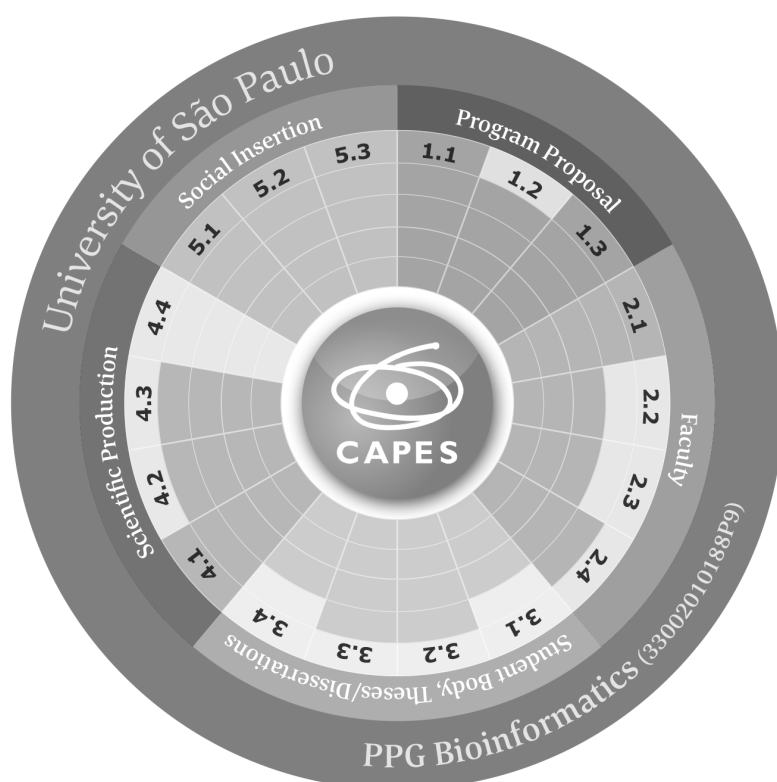 University of São Paulo
Program Proposal
1.1
1.2
1.3
Faculty
2.1
2.2
2.3
2.4
Student Body, Theses/Dissertations
3.1
3.2
3.3
3.4
Scientific Production
4.1
4.2
4.3
4.4
Social Insertion
5.1
5.2
5.3
CAPES
PPG Bioinformatics (33002010188P9)